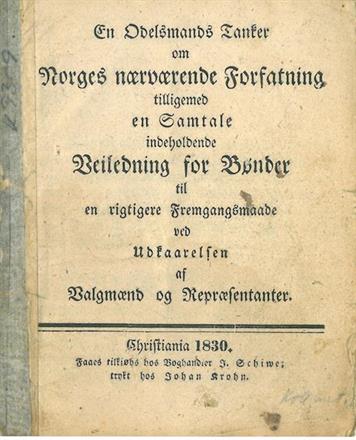 En Odelsmands Tanker
om
Norges nærværende Forfatning
tilligemed
en Samtale
indeholdende
Veiledning for Bønder
til
en rigtigere Fremgangsmaade
ved
Udkaarelsen
af
Valgmænd og Repræsentanter.
Christiania 1830.
Faaes tilkiøbs hos Boghandler J. Schiwe;
trykt hos Johan Krohn.